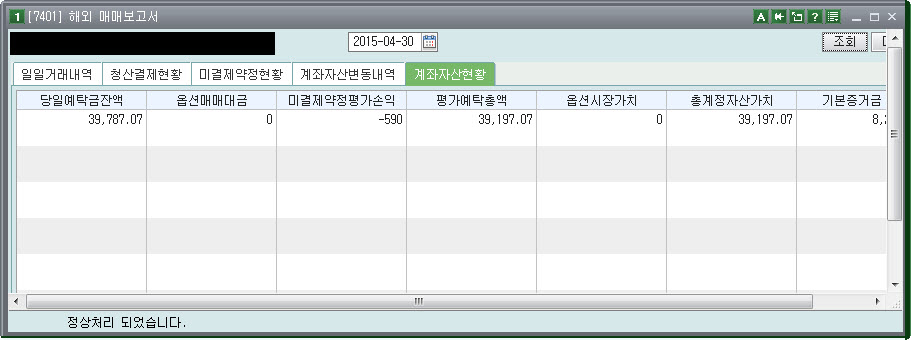 1 [7401] 해외 매매보고서
A ?
2015-04-30 조회
일일거래내역 청산결제현황 미결제약정현황 계좌자산변동내역 계좌자산현황
당일예탁금잔액 옵션매매대금 미결제약정평가손익 평가예탁총액 옵션시장가치 총계정자산가치 기본증거금
39,787.07 0 -590 39,197.07 0 39,197.07 8,
정상처리 되었습니다.